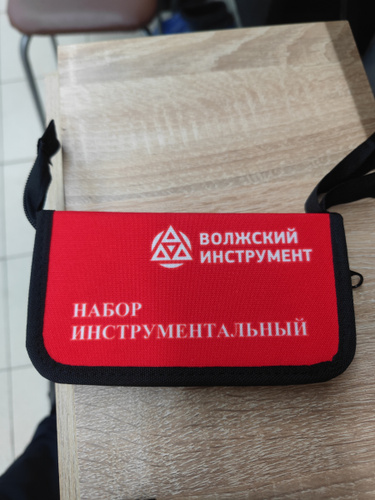 ВОЛЖСКИЙ
ИНСТРУМЕНТ
НАБОР
ИНСТРУМЕНТАЛЬНЫЙ